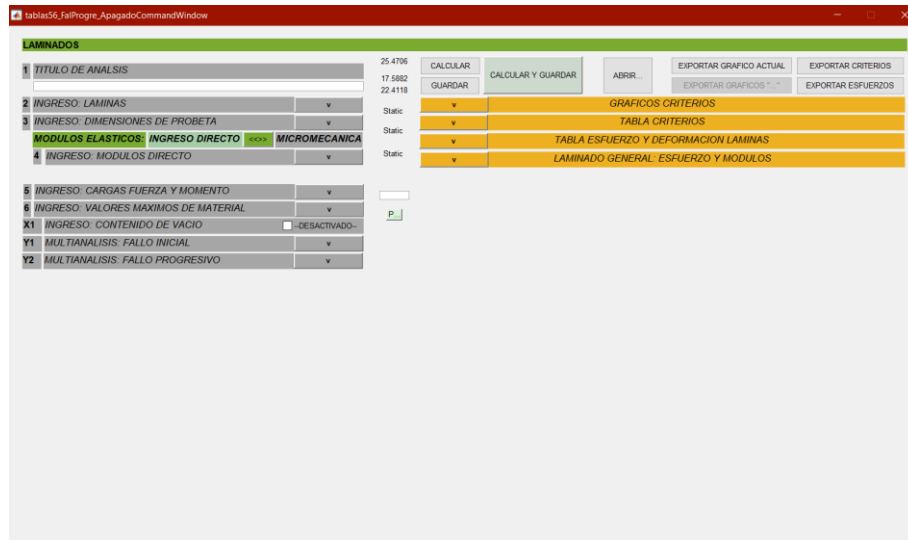 tablas56_FalProgre_ApagadoCommandWindow
LAMINADOS
1 TITULO DE ANALSIS
2 INGRESO: LAMINAS v
3 INGRESO: DIMENSIONES DE PROBETA v
MODULOS ELASTICOS: INGRESO DIRECTO <<>> MICROMECANICA
4 INGRESO: MODULOS DIRECTO v
5 INGRESO: CARGAS FUERZA Y MOMENTO v
6 INGRESO: VALORES MAXIMOS DE MATERIAL v
X1 INGRESO: CONTENIDO DE VACIO --DESACTIVADO--
Y1 MULTIANALISIS: FALLO INICIAL v
Y2 MULTIANALISIS: FALLO PROGRESIVO v
25.4706
17.5882
22.4118
Static
Static
Static
P...
CALCULAR
GUARDAR
CALCULAR Y GUARDAR
ABRIR...
EXPORTAR GRAFICO ACTUAL
EXPORTAR GRAFICOS "..."
EXPORTAR CRITERIOS
EXPORTAR ESFUERZOS
v GRAFICOS CRITERIOS
v TABLA CRITERIOS
v TABLA ESFUERZO Y DEFORMACION LAMINAS
v LAMINADO GENERAL: ESFUERZO Y MODULOS